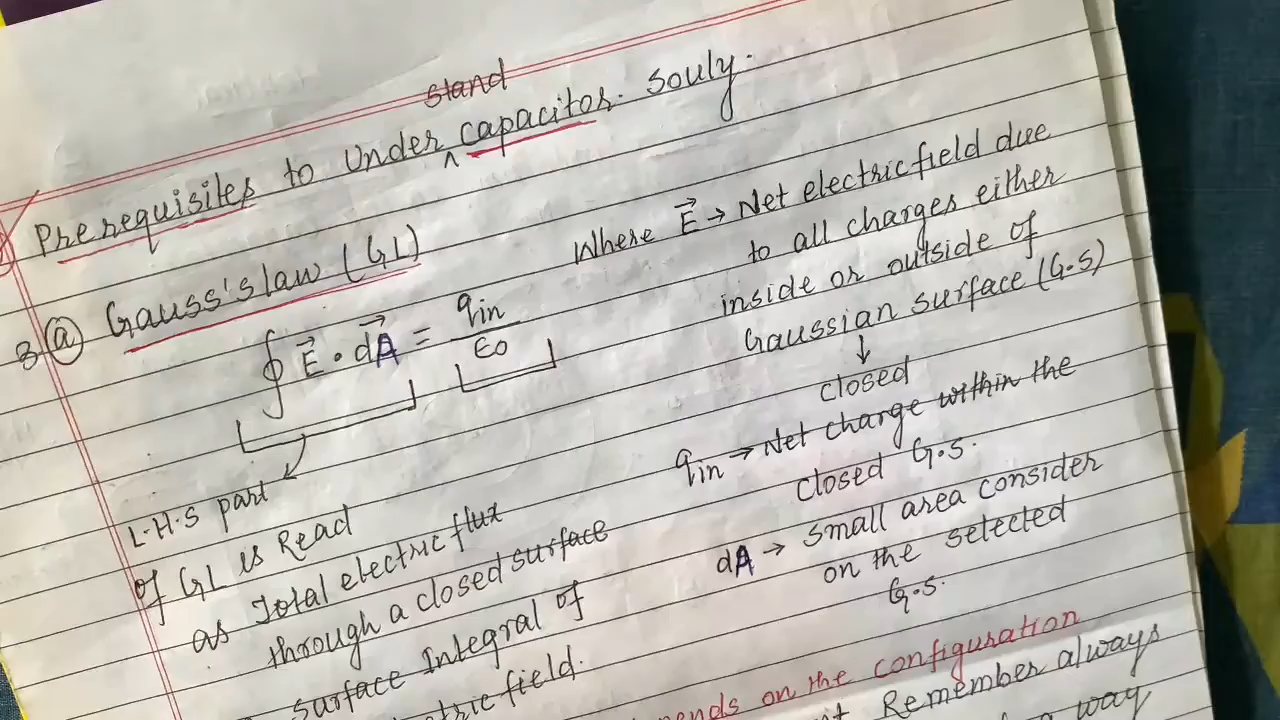 Prerequisites to Under stand capacitor. Souly.
3 (a) Gauss's law (GL)
∮ E⃗ • dA⃗ = qin / ε0
Where E⃗ → Net electric field due
to all charges either
inside or outside of
Gaussian surface (G.S)
↓
closed
qin → Net charge within the
closed G.S.
dA → small area consider
on the selected
G.S.
L.H.S part
of GL is Read
as Total electric flux
through a closed surface
surface Integral of
field.
on the configuration
Remember always
way